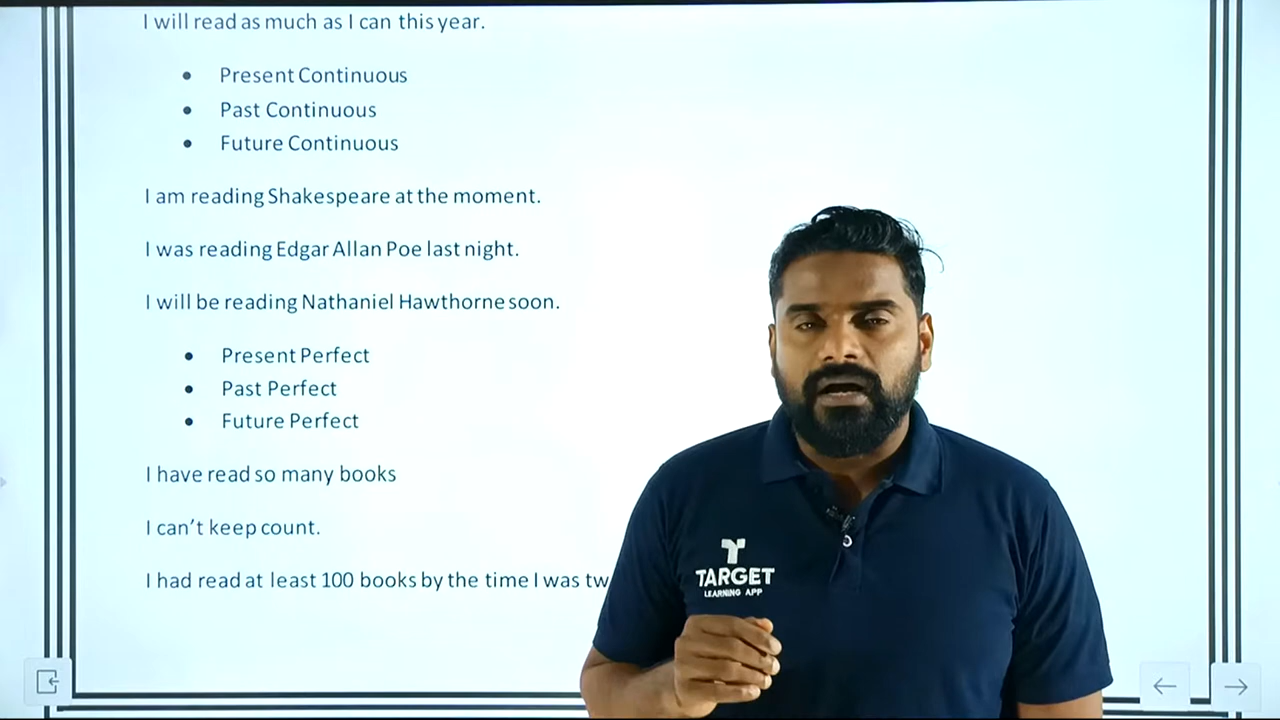 I will read as much as I can this year.
Present Continuous
Past Continuous
Future Continuous
I am reading Shakespeare at the moment.
I was reading Edgar Allan Poe last night.
I will be reading Nathaniel Hawthorne soon.
Present Perfect
Past Perfect
Future Perfect
I have read so many books
I can’t keep count.
I had read at least 100 books by the time I was tw
TARGET
LEARNING APP